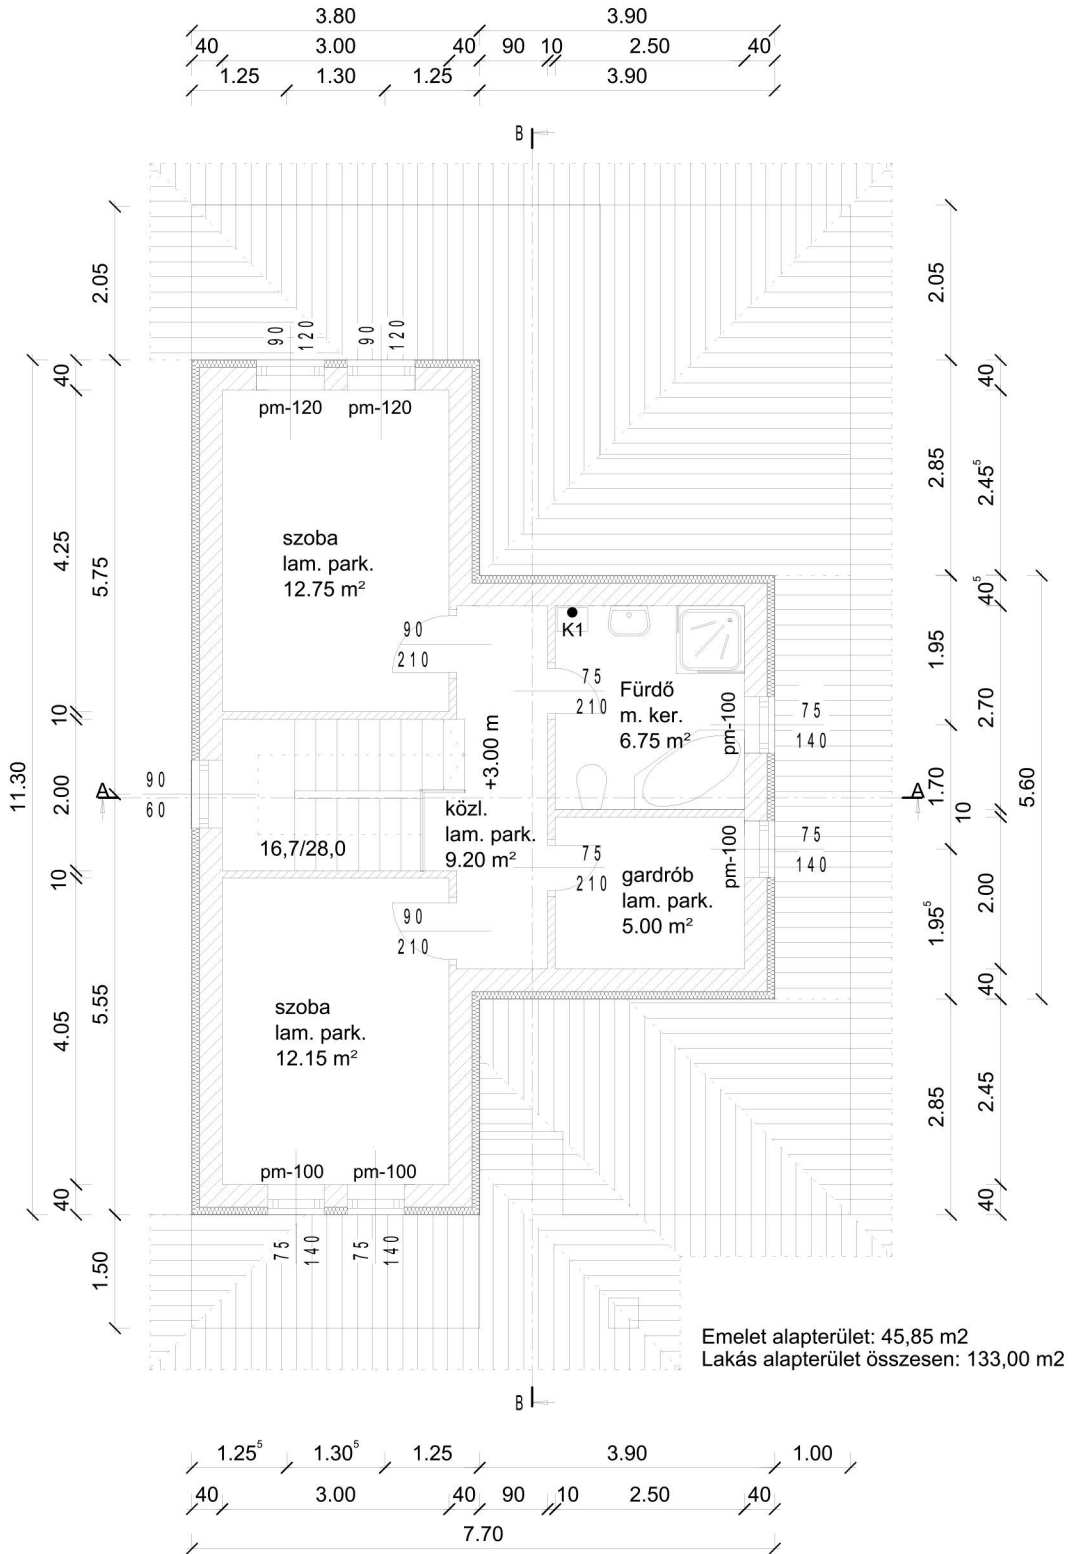 3.80
3.90
40
3.00
40
90
10
2.50
40
1.25
1.30
1.25
3.90
B
2.05
2.05
90
120
90
120
40
40
pm-120
pm-120
2.85
2.45⁵
4.25
5.75
szoba
lam. park.
12.75 m²
40⁵
K1
90
210
1.95
75
210
Fürdő
m. ker.
6.75 m²
pm-100
75
140
2.70
10
+3.00 m
11.30
2.00
A
90
60
közl.
lam. park.
9.20 m²
16,7/28,0
A
1.70
10
5.60
75
140
pm-100
75
210
gardrób
lam. park.
5.00 m²
10
90
210
2.00
1.95⁵
40
szoba
lam. park.
12.15 m²
4.05
5.55
2.85
2.45
pm-100
pm-100
40
40
75
140
75
140
1.50
Emelet alapterület: 45,85 m2
Lakás alapterület összesen: 133,00 m2
B
1.25⁵
1.30⁵
1.25
3.90
1.00
40
3.00
40
90
10
2.50
40
7.70